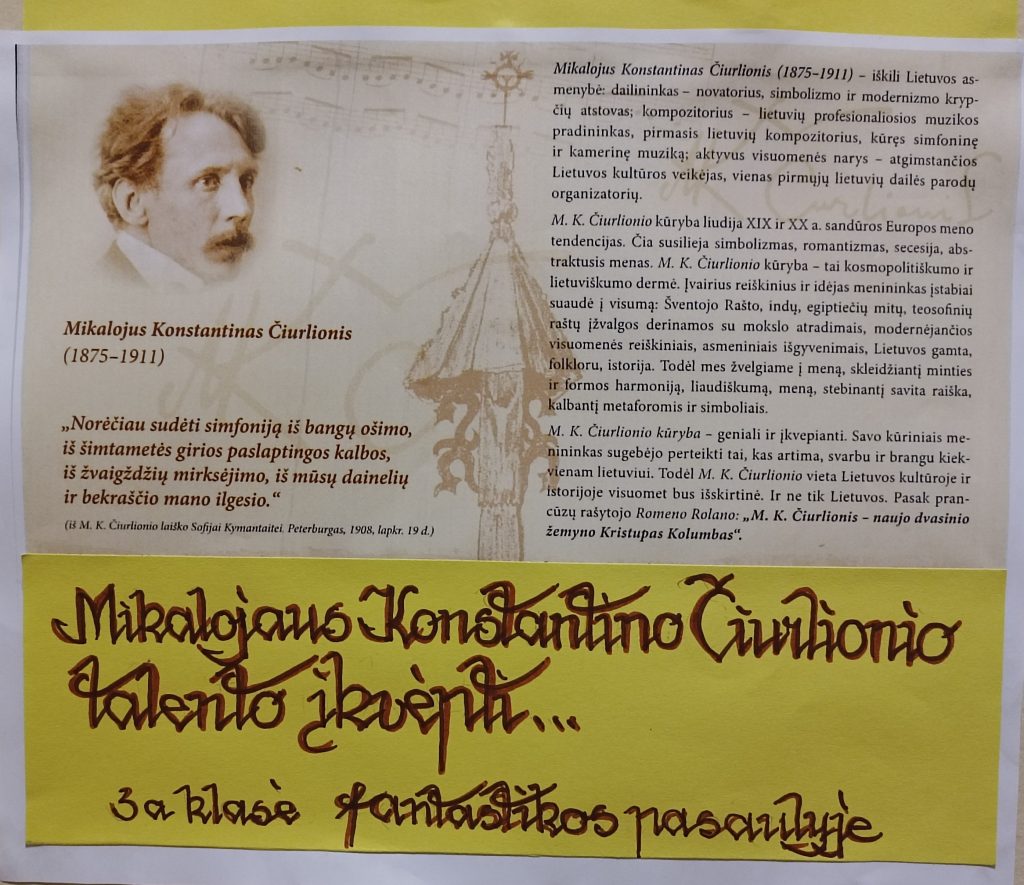 Mikalojus Konstantinas Čiurlionis
(1875–1911)
„Norėčiau sudėti simfoniją iš bangų ošimo,
iš šimtametės girios paslaptingos kalbos,
iš žvaigždžių mirksėjimo, iš mūsų dainelių
ir bekraščio mano ilgesio.“
(iš M. K. Čiurlionio laiško Sofijai Kymantaitei. Peterburgas, 1908, lapkr. 19 d.)
Mikalojus Konstantinas Čiurlionis (1875–1911) – iškili Lietuvos as-
menybė: dailininkas – novatorius, simbolizmo ir modernizmo kryp-
čių atstovas; kompozitorius – lietuvių profesionaliosios muzikos
pradininkas, pirmasis lietuvių kompozitorius, kūręs simfoninę
ir kamerinę muziką; aktyvus visuomenės narys – atgimstančios
Lietuvos kultūros veikėjas, vienas pirmųjų lietuvių dailės parodų
organizatorių.
M. K. Čiurlionio kūryba liudija XIX ir XX a. sandūros Europos meno
tendencijas. Čia susilieja simbolizmas, romantizmas, secesija, abs-
traktusis menas. M. K. Čiurlionio kūryba – tai kosmopolitiškumo ir
lietuviškumo dermė. Įvairius reiškinius ir idėjas menininkas įstabiai
suaudė į visumą: Šventojo Rašto, indų, egiptiečių mitų, teosofinių
raštų įžvalgos derinamos su mokslo atradimais, modernėjančios
visuomenės reiškiniais, asmeniniais išgyvenimais, Lietuvos gamta,
folkloru, istorija. Todėl mes žvelgiame į meną, skleidžiantį minties
ir formos harmoniją, liaudiškumą, meną, stebinantį savita raiška,
kalbantį metaforomis ir simboliais.
M. K. Čiurlionio kūryba – geniali ir įkvepianti. Savo kūriniais me-
nininkas sugebėjo perteikti tai, kas artima, svarbu ir brangu kiek-
vienam lietuviui. Todėl M. K. Čiurlionio vieta Lietuvos kultūroje ir
istorijoje visuomet bus išskirtinė. Ir ne tik Lietuvos. Pasak pran-
cūzų rašytojo Romeno Rolano: „M. K. Čiurlionis – naujo dvasinio
žemyno Kristupas Kolumbas“.
Mikalojaus Konstantino Čiurlionio
talento įkvėpti...
3a klasė fantastikos pasaulyje